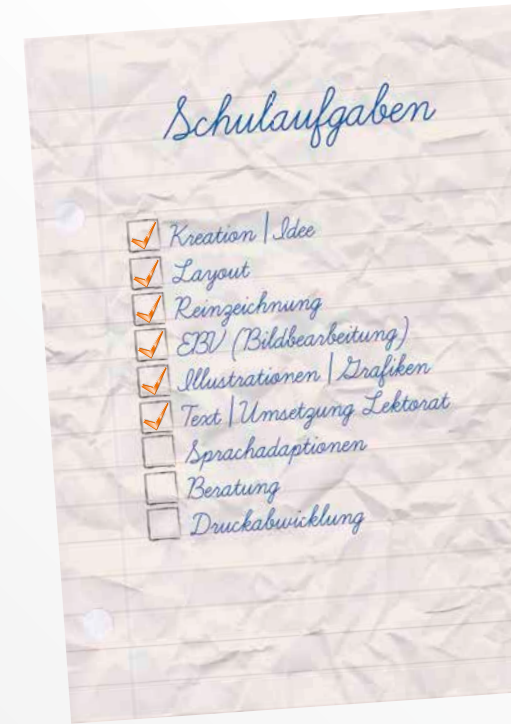 Schulaufgaben
Kreation | Idee
Layout
Reinzeichnung
EBV (Bildbearbeitung)
Illustrationen | Grafiken
Text | Umsetzung Lektorat
Sprachadaptionen
Beratung
Druckabwicklung